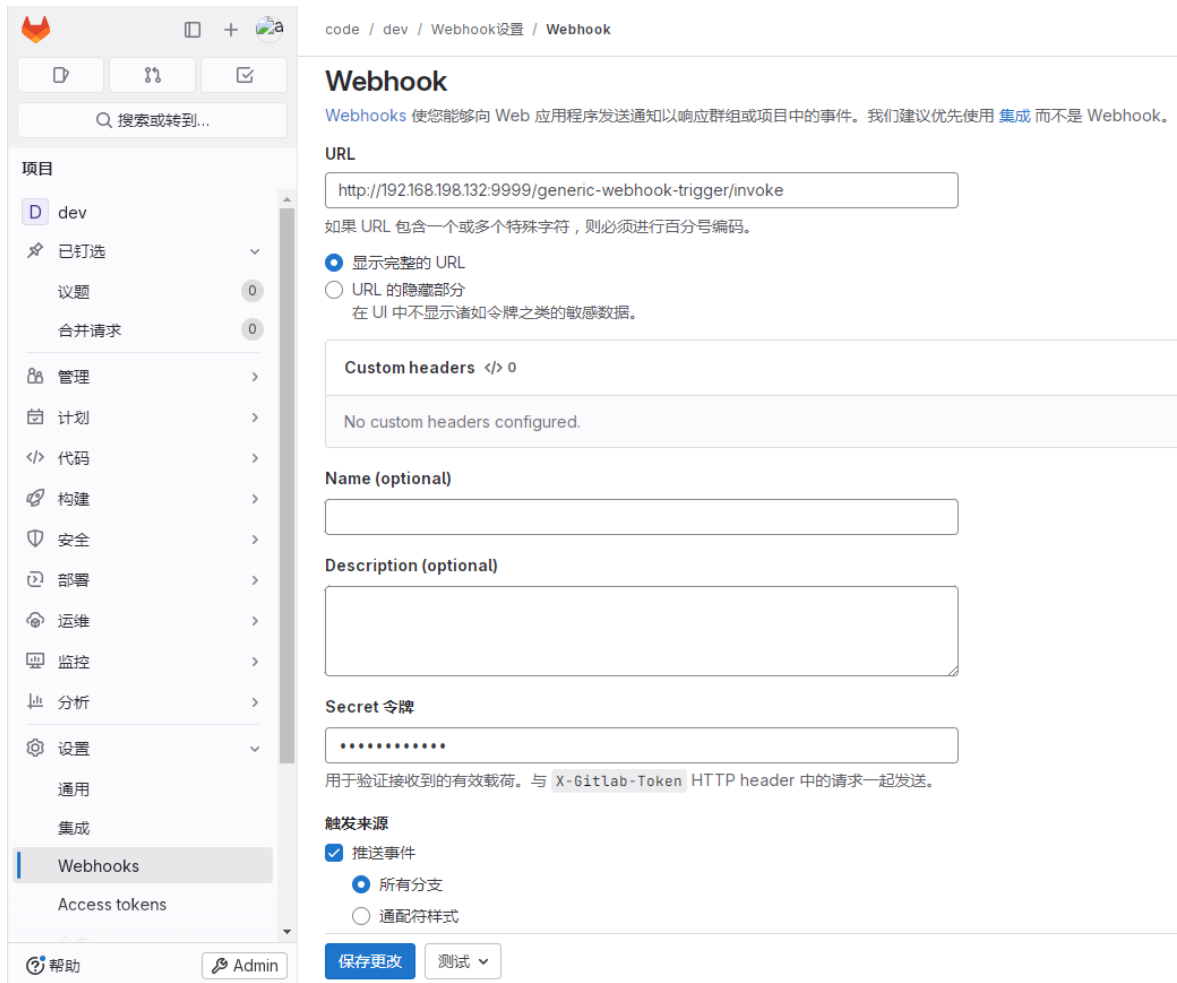 a
搜索或转到...
项目
D dev
已钉选
议题 0
合并请求 0
管理
计划
代码
构建
安全
部署
运维
监控
分析
设置
通用
集成
Webhooks
Access tokens
帮助
Admin
code / dev / Webhook设置 / Webhook
Webhook
Webhooks 使您能够向 Web 应用程序发送通知以响应群组或项目中的事件。我们建议优先使用 集成 而不是 Webhook。
URL
http://192.168.198.132:9999/generic-webhook-trigger/invoke
如果 URL 包含一个或多个特殊字符，则必须进行百分号编码。
显示完整的 URL
URL 的隐藏部分
在 UI 中不显示诸如令牌之类的敏感数据。
Custom headers </> 0
No custom headers configured.
Name (optional)
Description (optional)
Secret 令牌
••••••••••••
用于验证接收到的有效载荷。与 X-Gitlab-Token HTTP header 中的请求一起发送。
触发来源
推送事件
所有分支
通配符样式
保存更改
测试